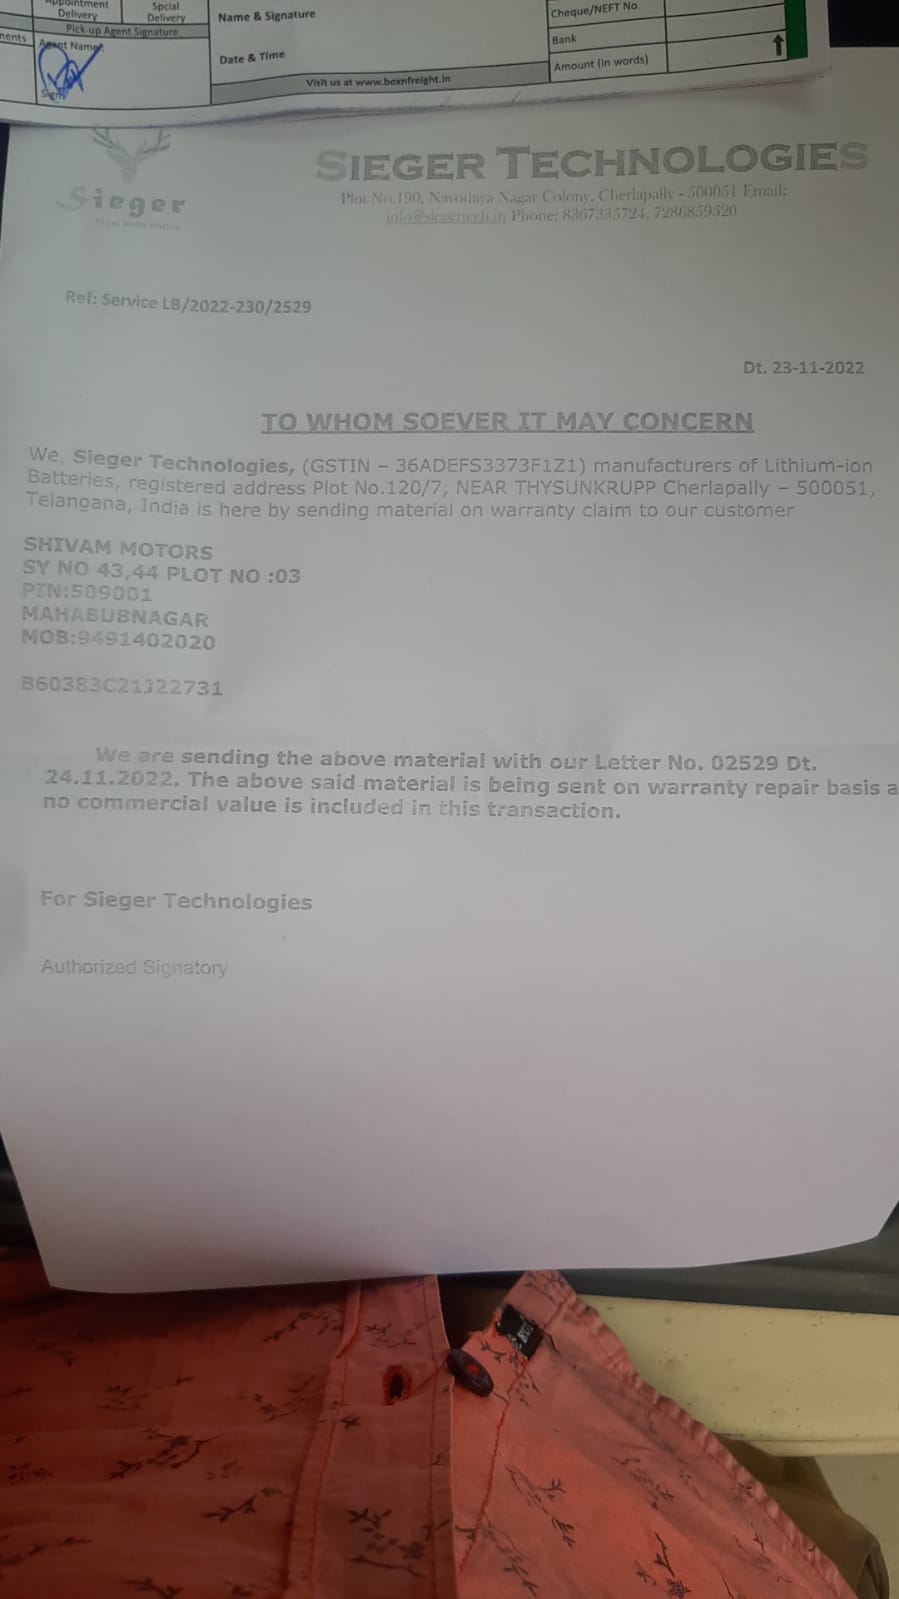 Appointment
Delivery
Spcial
Delivery
Pick-up Agent Signature
Agent Name
Sign
Name & Signature
Date & Time
Visit us at www.boxnfreight.in
Cheque/NEFT No.
Bank
Amount (in words)
Sieger
SIEGER TECHNOLOGIES
Plot No.190, Navodaya Nagar Colony, Cherlapally - 500051 Email:
info@siegertech.in Phone: 8367335724, 7286859520
Ref: Service LB/2022-230/2529
Dt. 23-11-2022
TO WHOM SOEVER IT MAY CONCERN
We, Sieger Technologies, (GSTIN – 36ADEFS3373F1Z1) manufacturers of Lithium-ion
Batteries, registered address Plot No.120/7, NEAR THYSUNKRUPP Cherlapally – 500051,
Telangana, India is here by sending material on warranty claim to our customer
SHIVAM MOTORS
SY NO 43,44 PLOT NO :03
PIN:509001
MAHABUBNAGAR
MOB:9491402020
B60383C21J22731
We are sending the above material with our Letter No. 02529 Dt.
24.11.2022. The above said material is being sent on warranty repair basis a
no commercial value is included in this transaction.
For Sieger Technologies
Authorized Signatory